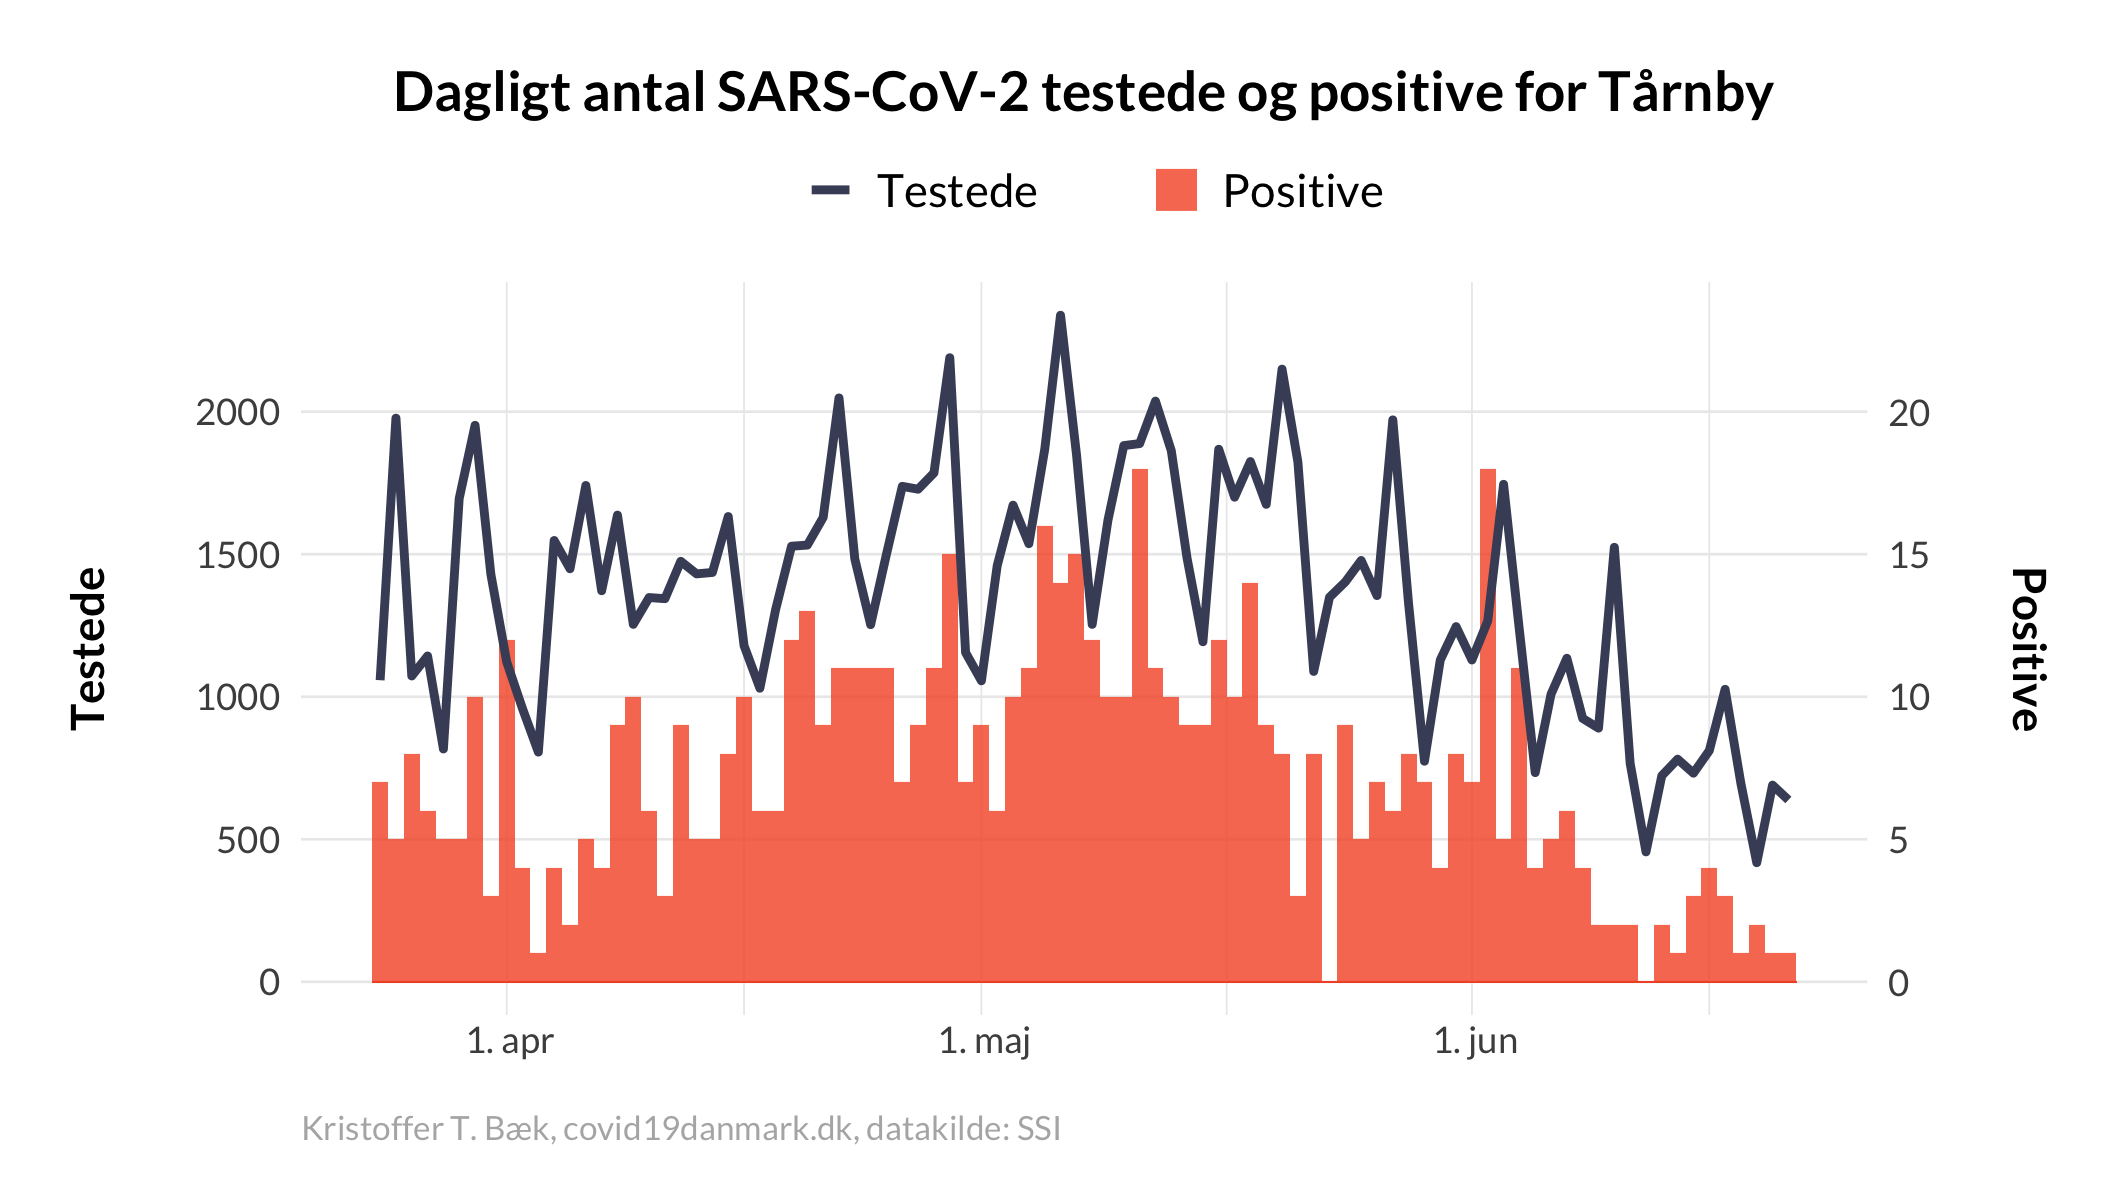 Dagligt antal SARS-CoV-2 testede og positive for Tårnby
Testede Positive
Testede
2000
1500
1000
500
0
20
15
10
5
0
Positive
1. apr 1. maj 1. jun
Kristoffer T. Bæk, covid19danmark.dk, datakilde: SSI